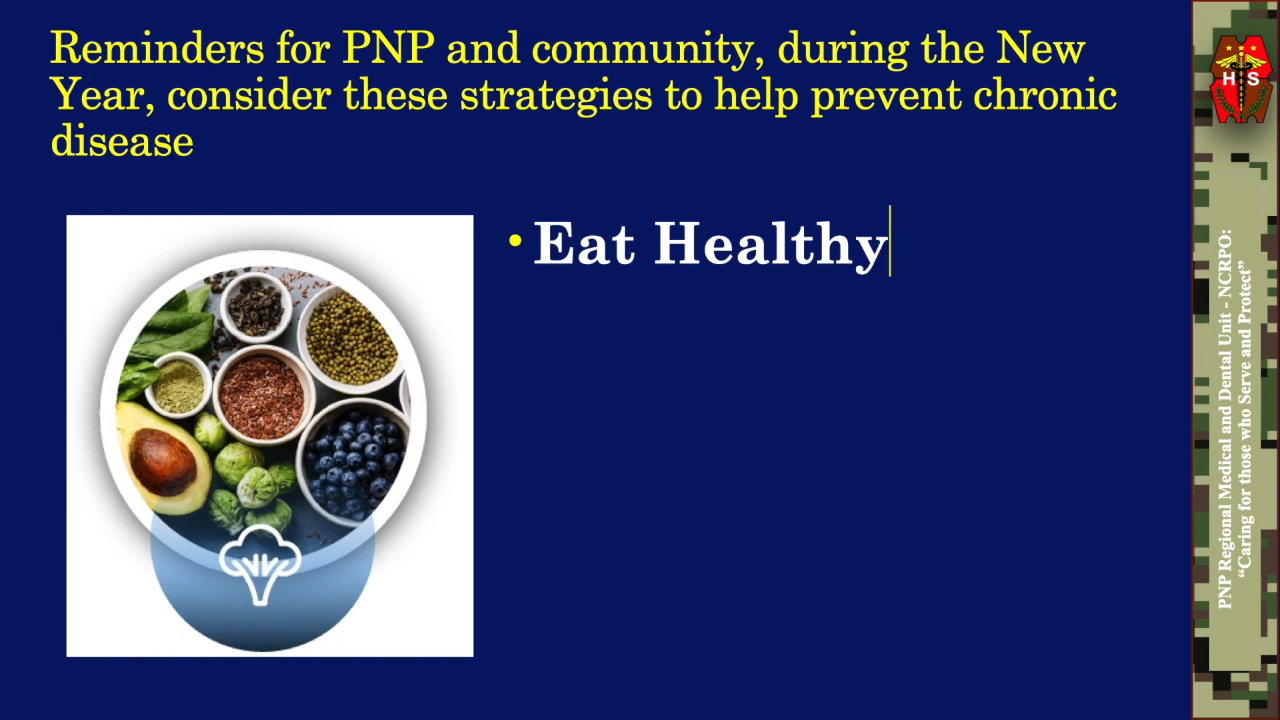 Reminders for PNP and community, during the New
Year, consider these strategies to help prevent chronic
disease
• Eat Healthy
H S
PNP Regional Medical and Dental Unit - NCRPO:
“Caring for those who Serve and Protect”